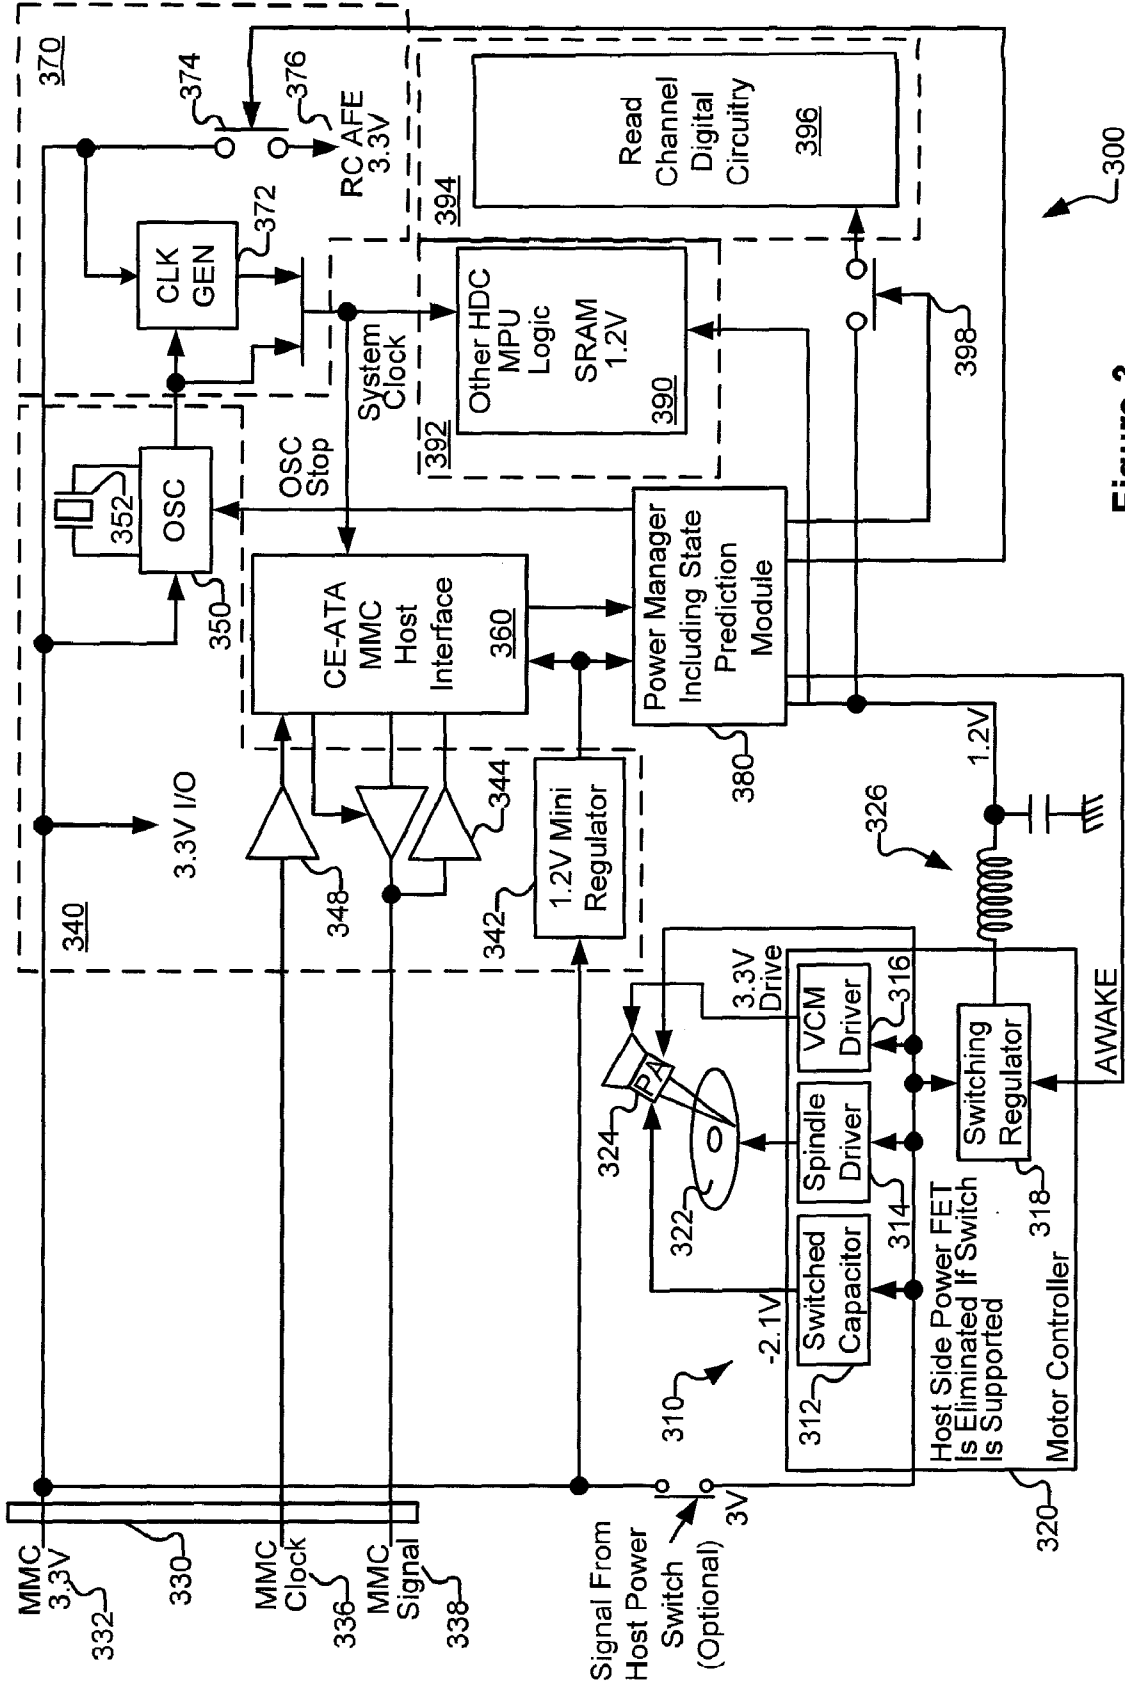 MMC
3.3V
332
330
MMC
Clock
336
MMC
Signal
338
340
3.3V I/O
348
344
342
1.2V Mini
Regulator
350
352
OSC
OSC
Stop
CE-ATA
MMC
Host
Interface
360
370
374
376
RC AFE
3.3V
CLK
GEN
372
System
Clock
392
Other HDC
MPU
Logic
SRAM
1.2V
390
394
Read
Channel
Digital
Circuitry
396
398
300
Power Manager
Including State
Prediction
Module
380
1.2V
326
AWAKE
Signal From
Host Power
Switch
(Optional)
3V
310
-2.1V
322
324
PA
3.3V
Drive
Switched
Capacitor
312
Spindle
Driver
314
VCM
Driver
316
Switching
Regulator
318
Host Side Power FET
Is Eliminated If Switch
Is Supported
Motor Controller
320